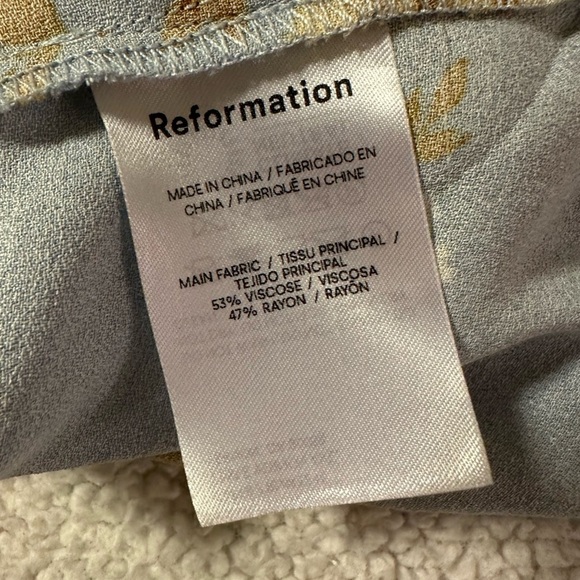 Reformation
MADE IN CHINA / FABRICADO EN
CHINA / FABRIQUÉ EN CHINE
MAIN FABRIC / TISSU PRINCIPAL /
TEJIDO PRINCIPAL
53% VISCOSE / VISCOSA
47% RAYON / RAYÓN